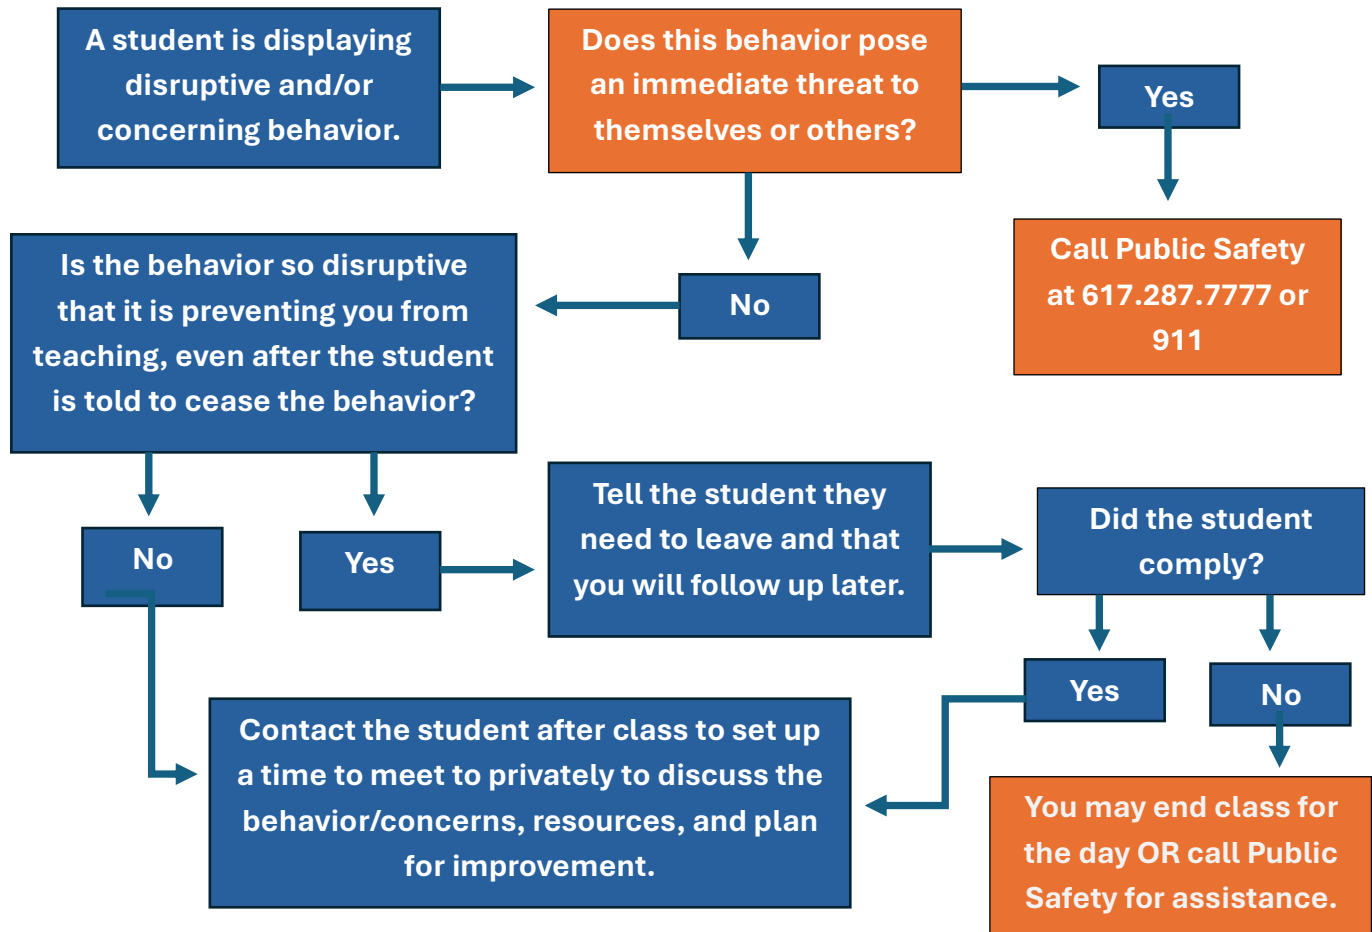 A student is displaying
disruptive and/or
concerning behavior.
Does this behavior pose
an immediate threat to
themselves or others?
Yes
Call Public Safety
at 617.287.7777 or
911
No
Is the behavior so disruptive
that it is preventing you from
teaching, even after the student
is told to cease the behavior?
No
Yes
Tell the student they
need to leave and that
you will follow up later.
Did the student
comply?
Yes
No
Contact the student after class to set up
a time to meet to privately to discuss the
behavior/concerns, resources, and plan
for improvement.
You may end class for
the day OR call Public
Safety for assistance.